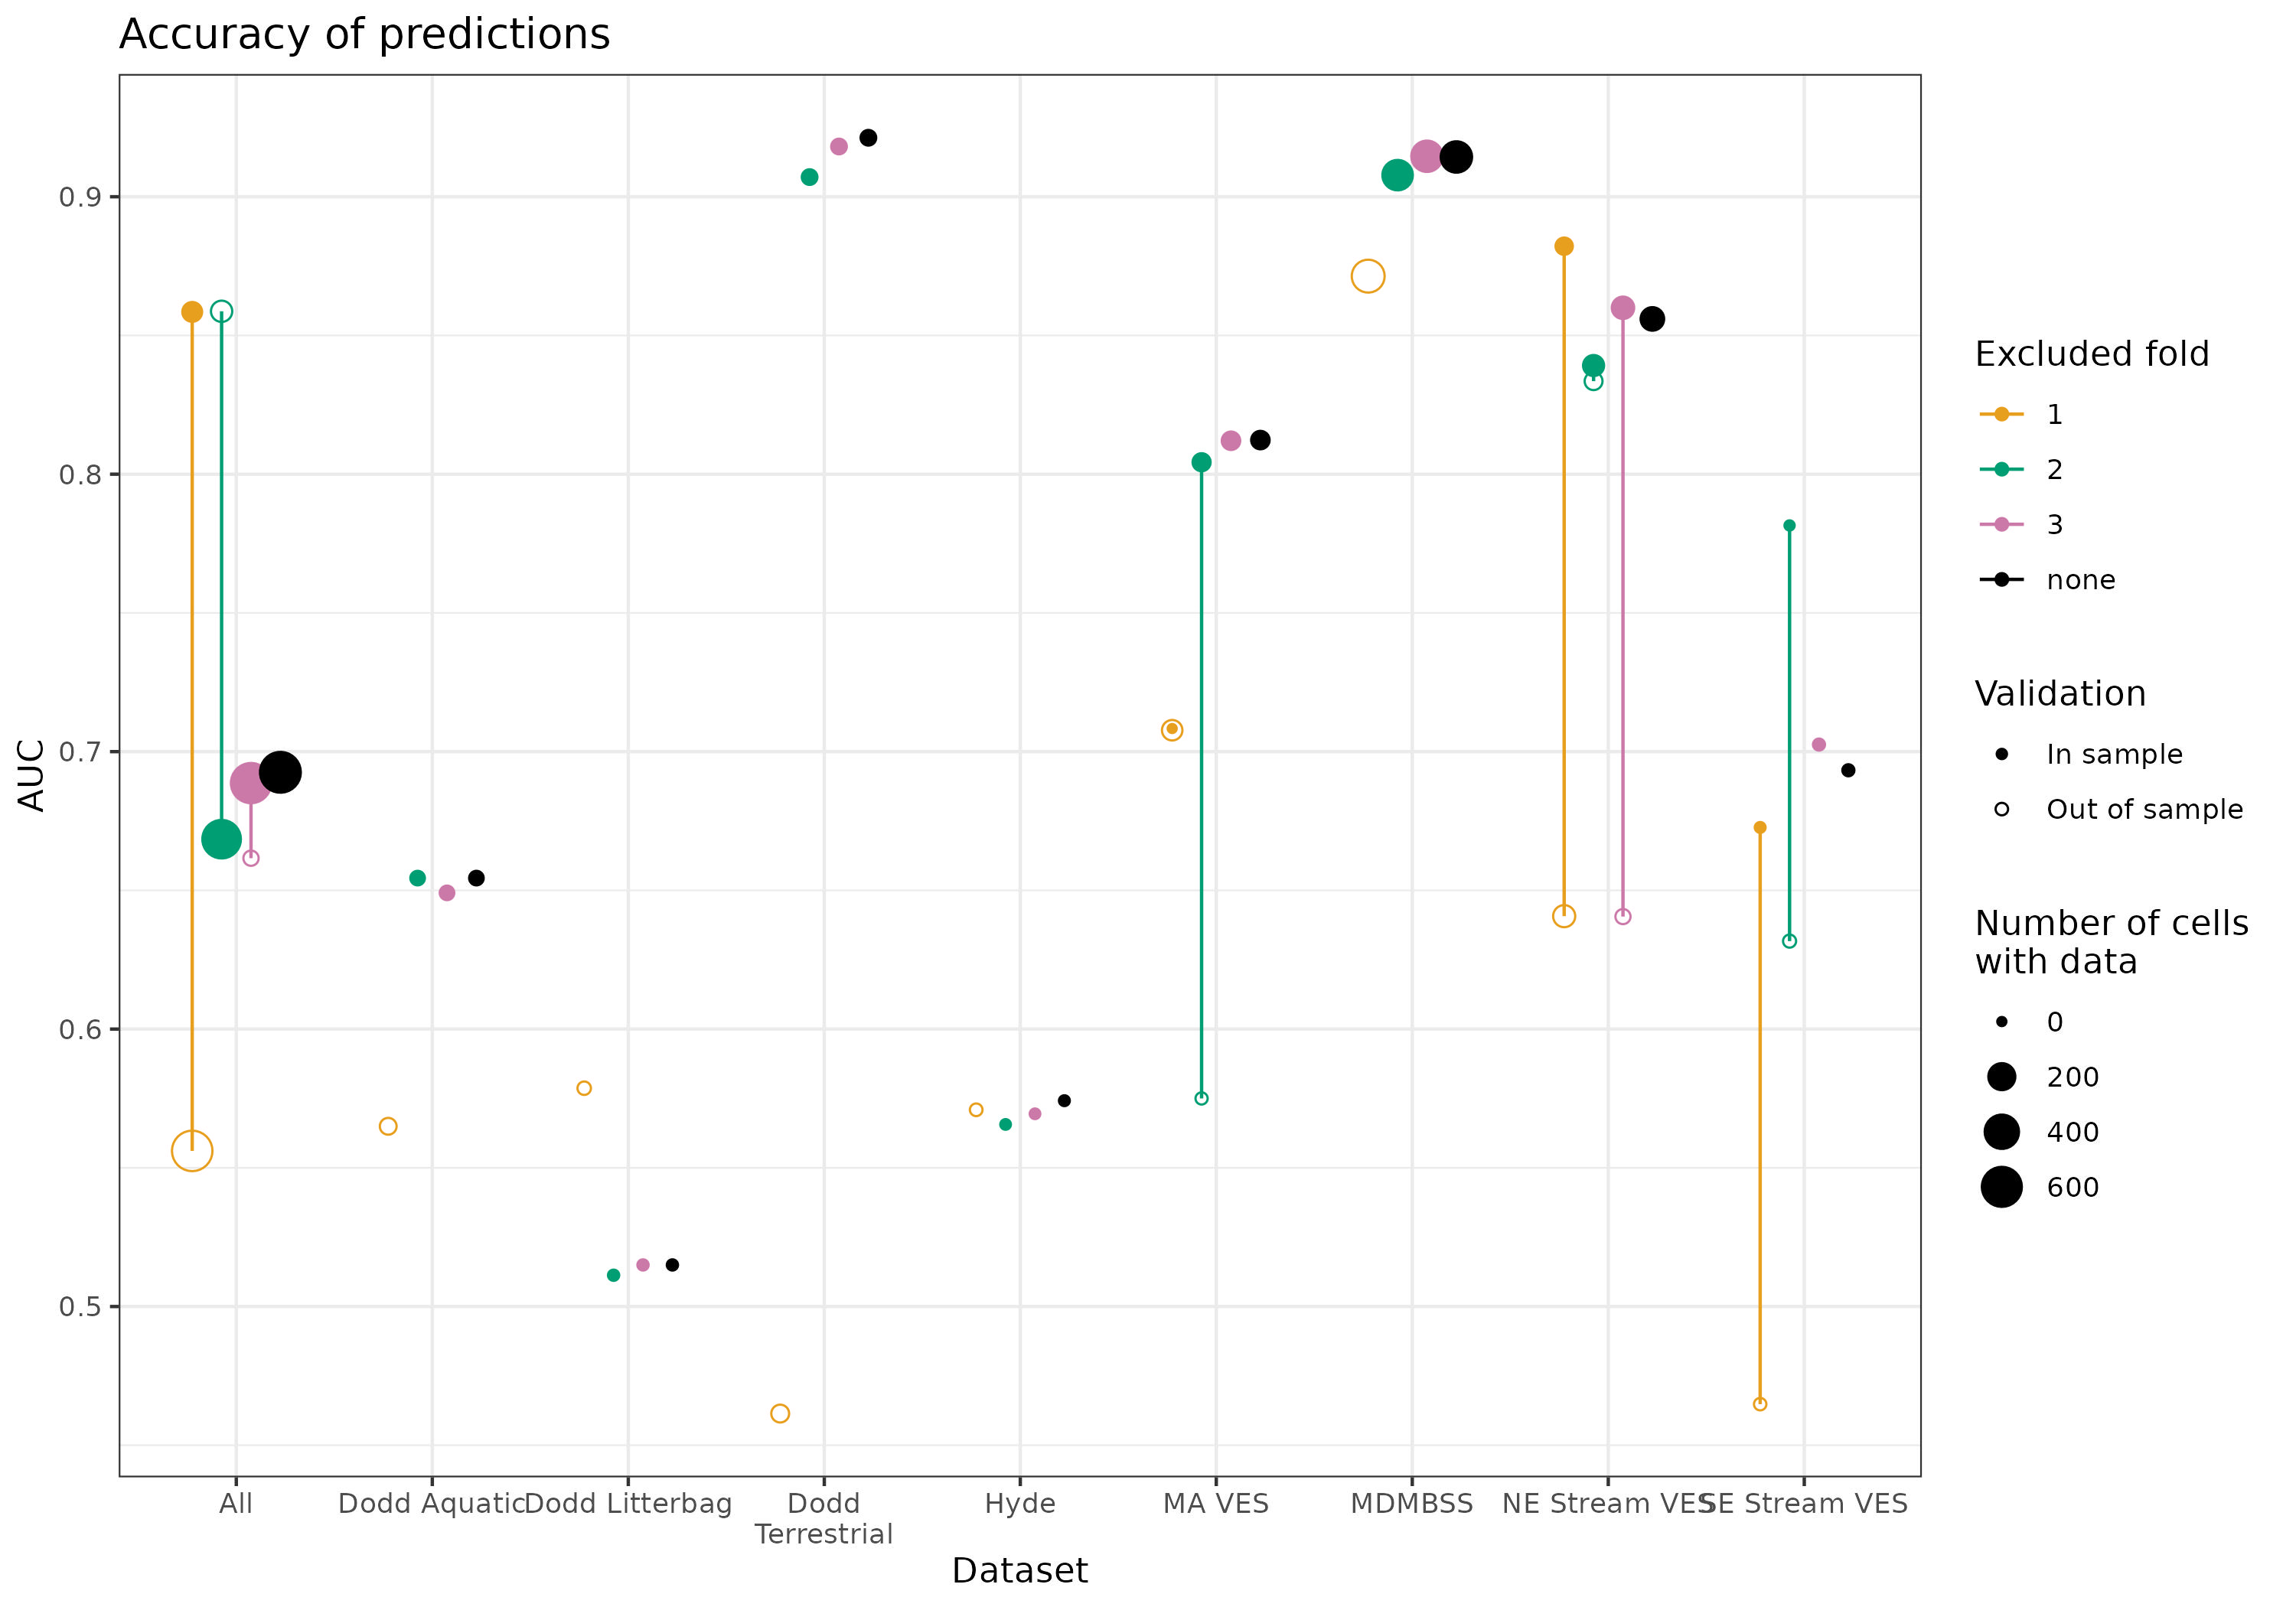 Accuracy of predictions
AUC
0.9
0.8
0.7
0.6
0.5
All
Dodd Aquatic
Dodd Litterbag
Dodd
Terrestrial
Hyde
MA VES
MDMBSS
NE Stream VES
SE Stream VES
Dataset
Excluded fold
1
2
3
none
Validation
In sample
Out of sample
Number of cells
with data
0
200
400
600